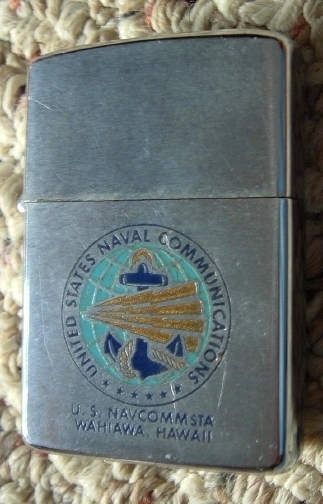 UNITED STATES NAVAL COMMUNICATIONS
U. S. NAVCOMMSTA
WAHIAWA, HAWAII